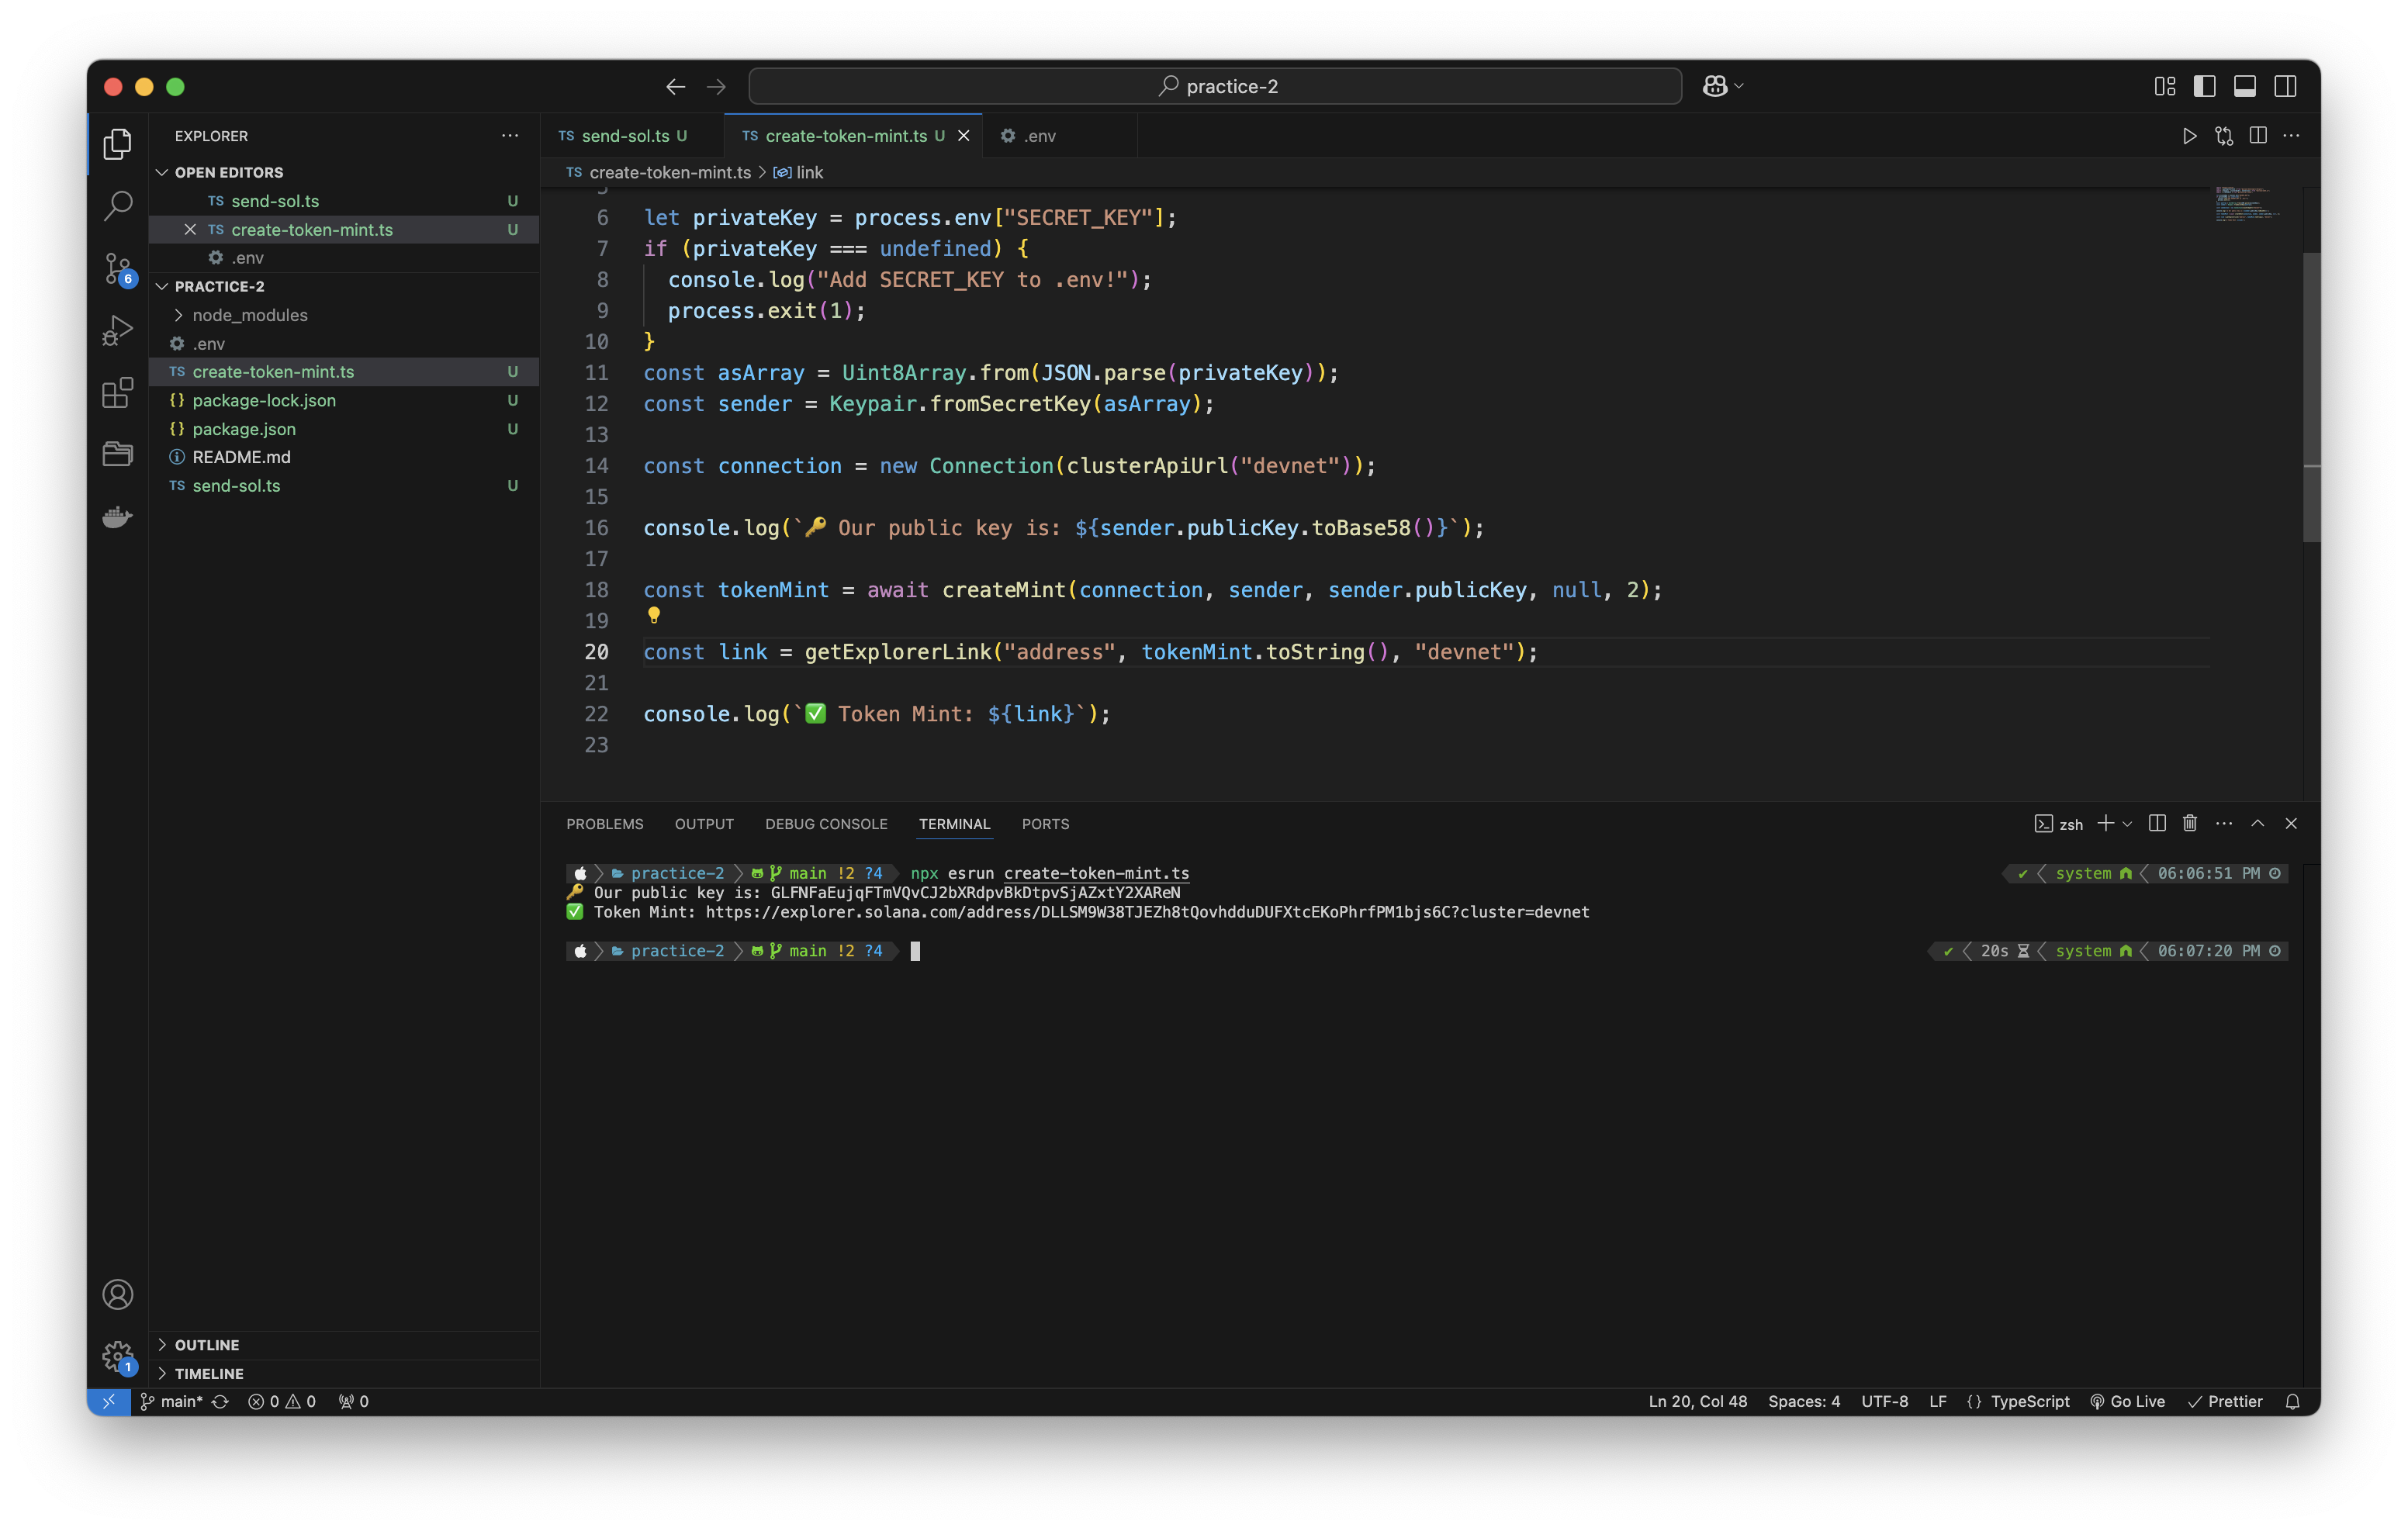 practice-2
EXPLORER
OPEN EDITORS
TS send-sol.ts U
TS create-token-mint.ts U
.env
PRACTICE-2
node_modules
.env
TS create-token-mint.ts U
{} package-lock.json U
{} package.json U
README.md
TS send-sol.ts U
OUTLINE
TIMELINE
6
1
TS send-sol.ts U
TS create-token-mint.ts U
.env
TS create-token-mint.ts > link
6 let privateKey = process.env["SECRET_KEY"];
7 if (privateKey === undefined) {
8 console.log("Add SECRET_KEY to .env!");
9 process.exit(1);
10 }
11 const asArray = Uint8Array.from(JSON.parse(privateKey));
12 const sender = Keypair.fromSecretKey(asArray);
13
14 const connection = new Connection(clusterApiUrl("devnet"));
15
16 console.log(`🔑 Our public key is: ${sender.publicKey.toBase58()}`);
17
18 const tokenMint = await createMint(connection, sender, sender.publicKey, null, 2);
19
20 const link = getExplorerLink("address", tokenMint.toString(), "devnet");
21
22 console.log(`✅ Token Mint: ${link}`);
23
PROBLEMS OUTPUT DEBUG CONSOLE TERMINAL PORTS
zsh
practice-2 main !2 ?4 npx esrun create-token-mint.ts ✔ system 06:06:51 PM
🔑 Our public key is: GLFNFaEujqFTmVQvCJ2bXRdpvBkDtpvSjAZxtY2XAReN
✅ Token Mint: https://explorer.solana.com/address/DLLSM9W38TJEZh8tQovhdduDUFXtcEKoPhrfPM1bjs6C?cluster=devnet
practice-2 main !2 ?4 ✔ 20s system 06:07:20 PM
main* 0 0 0
Ln 20, Col 48 Spaces: 4 UTF-8 LF {} TypeScript Go Live Prettier